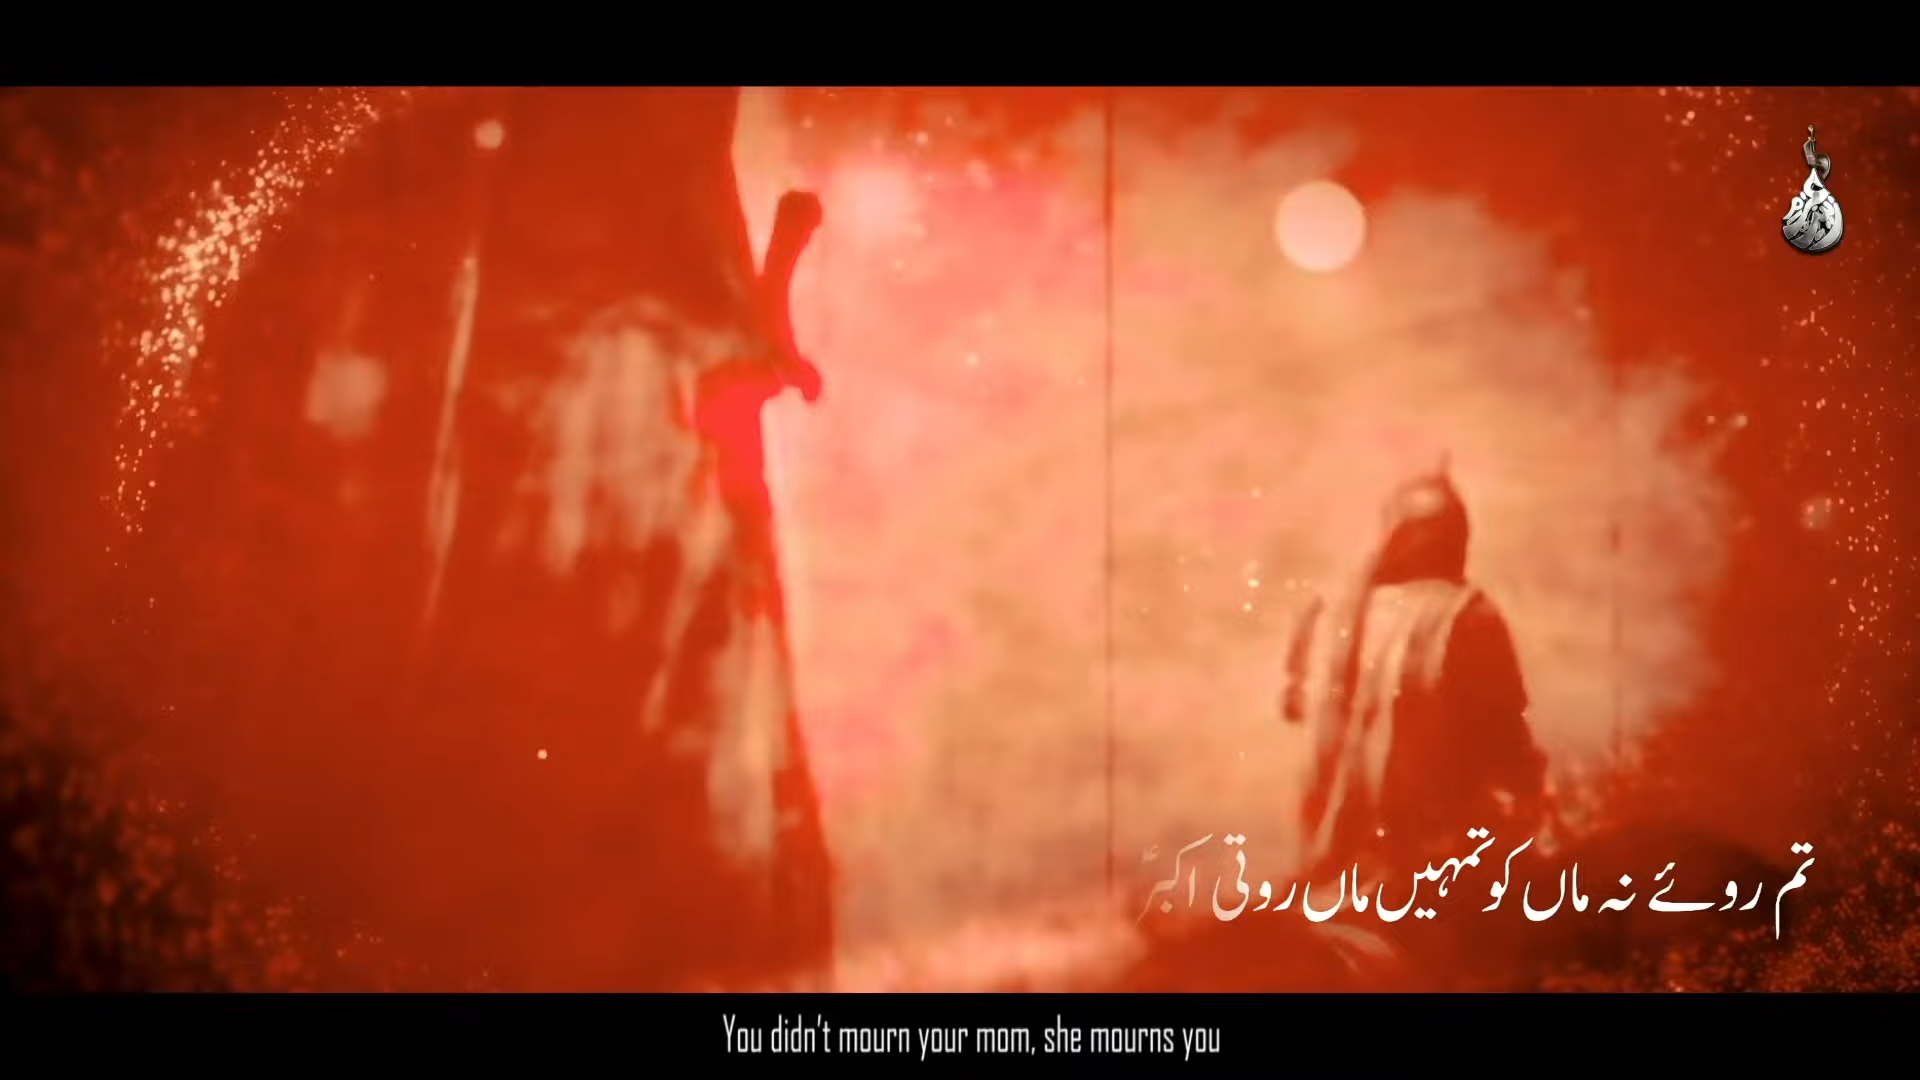 تم روئے نہ ماں کو تمہیں ماں روتی اکبرؑ
You didn't mourn your mom, she mourns you